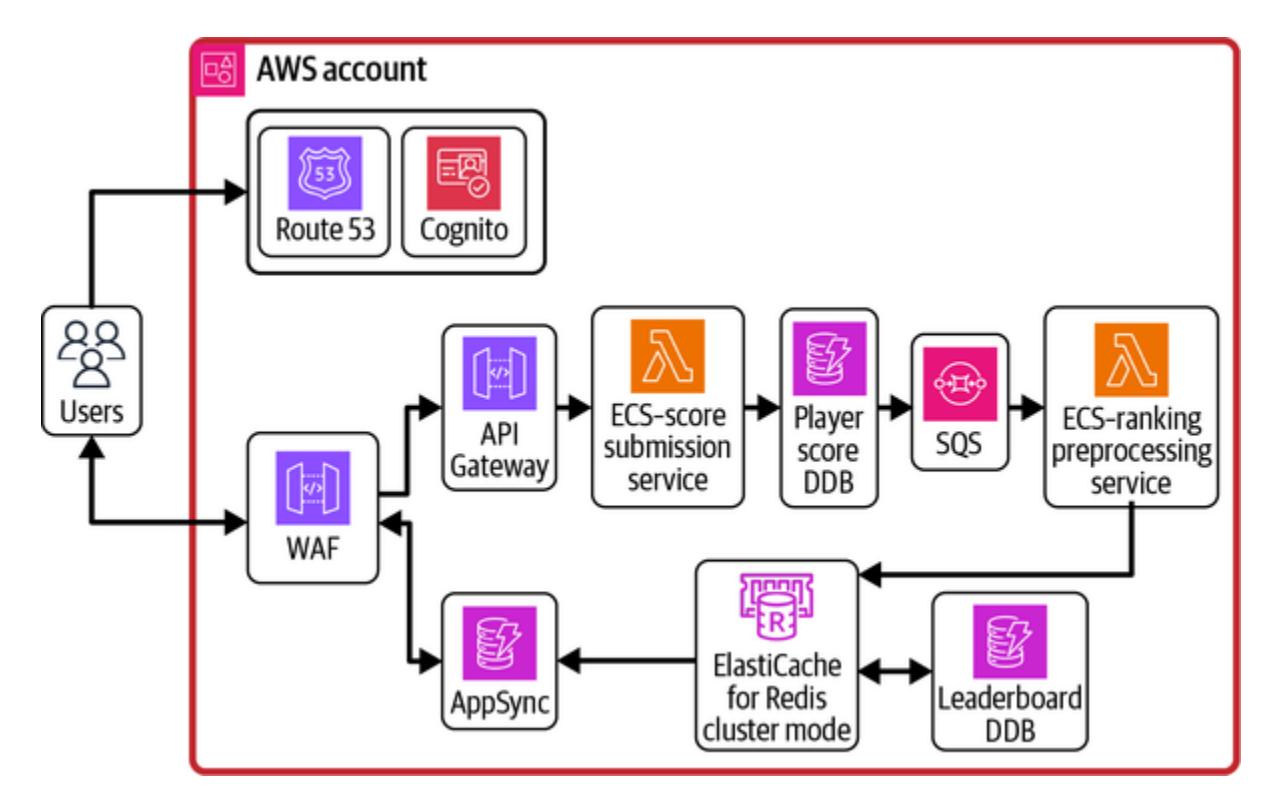 AWS account
53
Route 53
Cognito
Users
WAF
API
Gateway
ECS-score
submission
service
Player
score
DDB
SQS
ECS-ranking
preprocessing
service
AppSync
R
ElastiCache
for Redis
cluster mode
Leaderboard
DDB